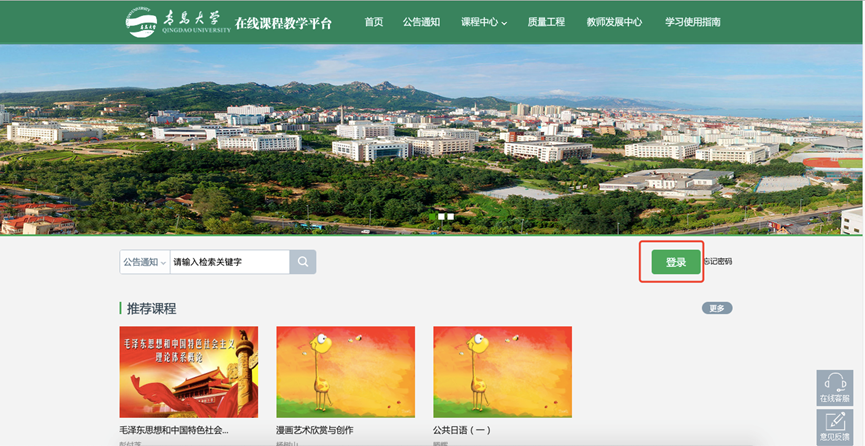 青岛大学
QINGDAO UNIVERSITY
在线课程教学平台
首页 公告通知 课程中心 质量工程 教师发展中心 学习使用指南
公告通知 请输入检索关键字
登录 忘记密码
推荐课程 更多
毛泽东思想和中国特色社会主义
理论体系概论
毛泽东思想和中国特色社会... 漫画艺术欣赏与创作 公共日语（一）
在线客服
意见反馈